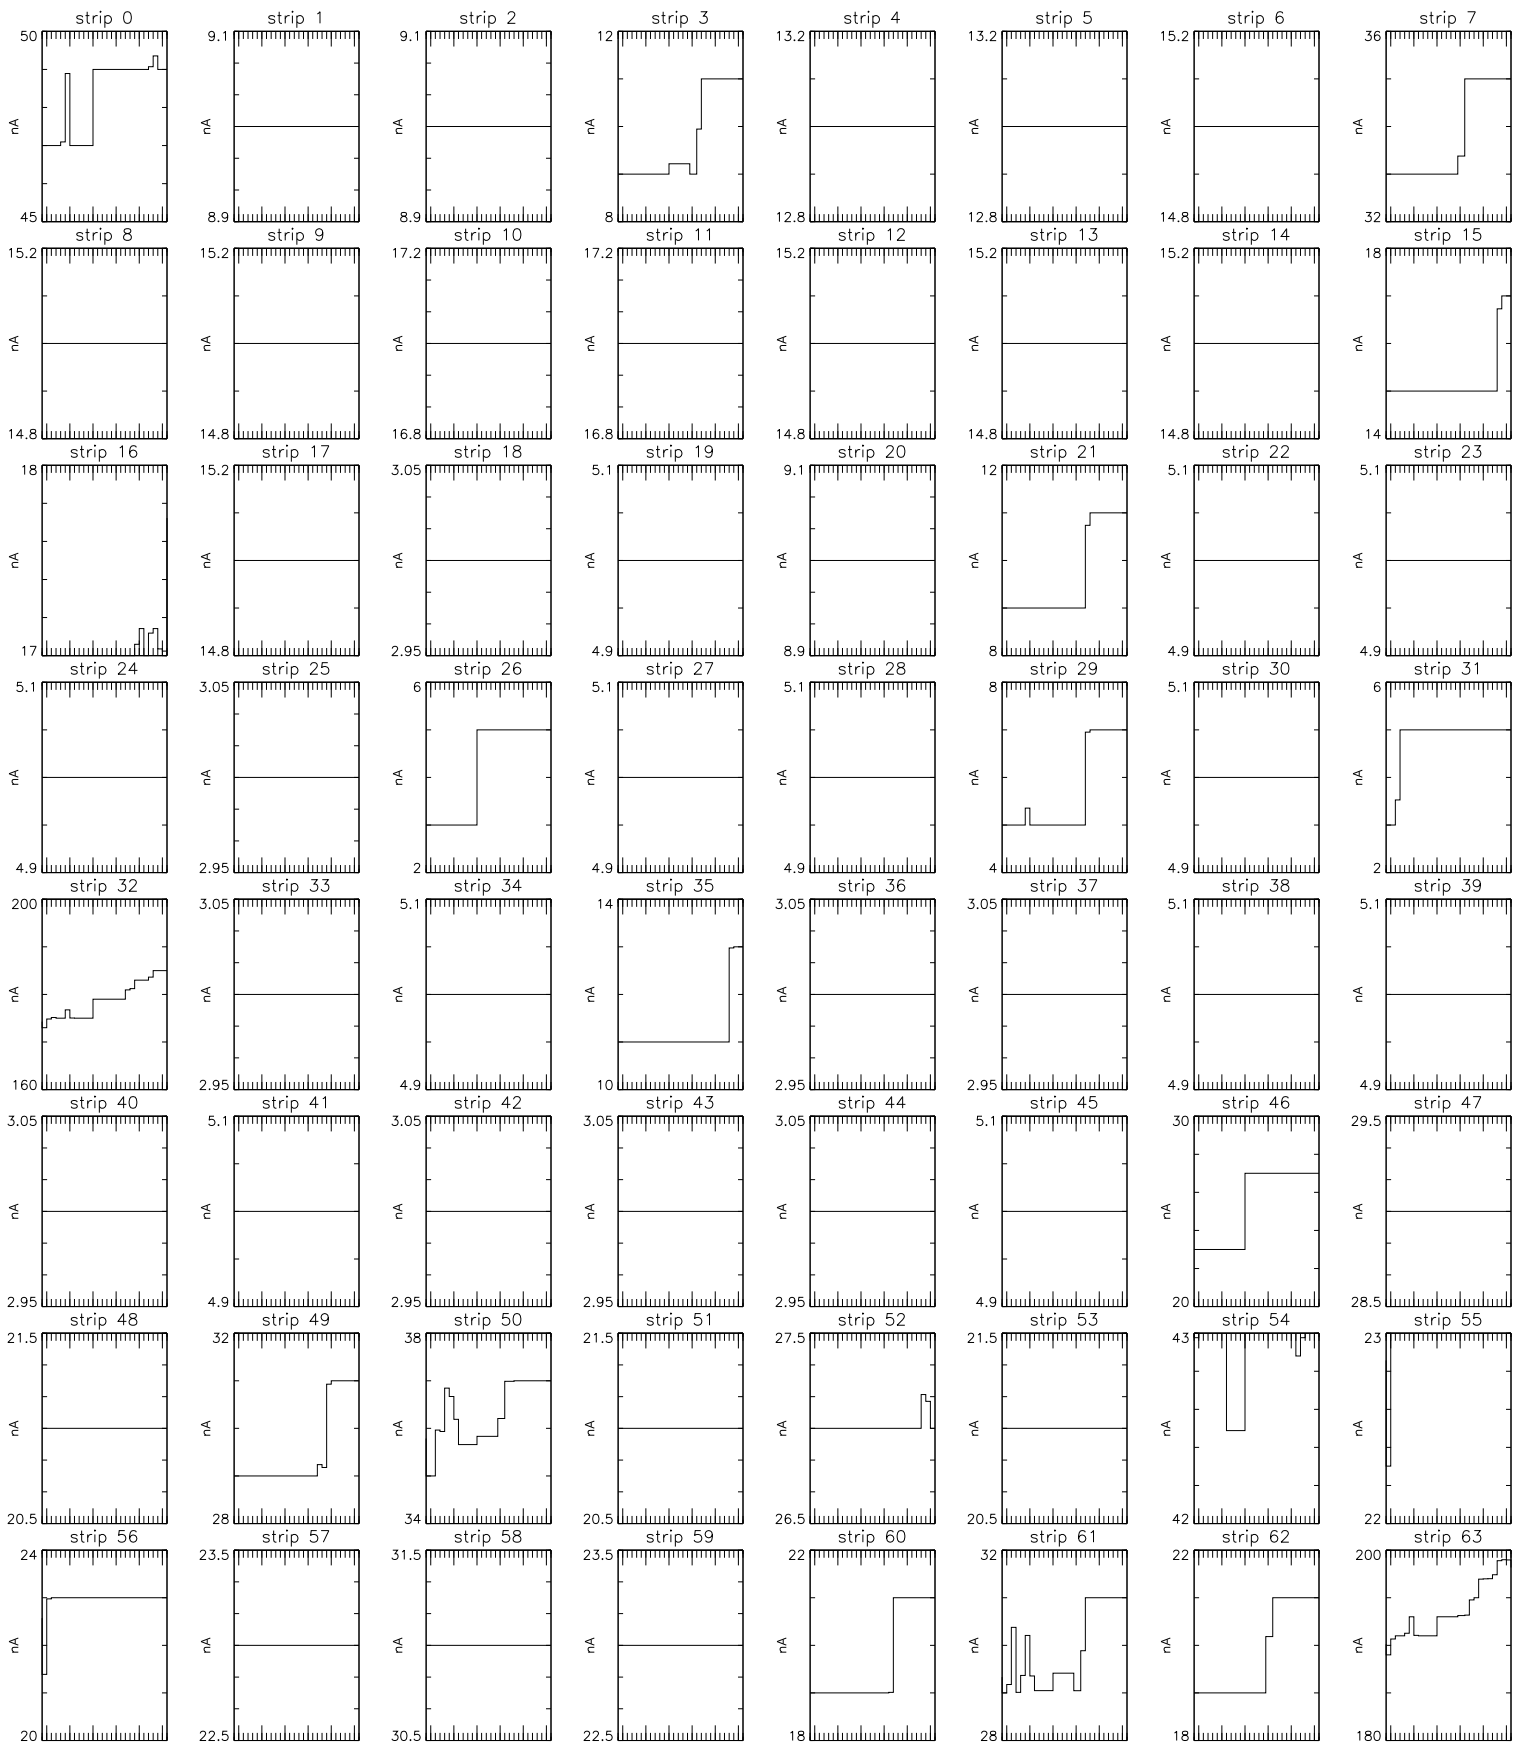 strip 0 strip 1 strip 2 strip 3 strip 4 strip 5 strip 6 strip 7
50 9.1 9.1 12 13.2 13.2 15.2 36
nA nA nA nA nA nA nA nA
45 8.9 8.9 8 12.8 12.8 14.8 32
strip 8 strip 9 strip 10 strip 11 strip 12 strip 13 strip 14 strip 15
15.2 15.2 17.2 17.2 15.2 15.2 15.2 18
nA nA nA nA nA nA nA nA
14.8 14.8 16.8 16.8 14.8 14.8 14.8 14
strip 16 strip 17 strip 18 strip 19 strip 20 strip 21 strip 22 strip 23
18 15.2 3.05 5.1 9.1 12 5.1 5.1
nA nA nA nA nA nA nA nA
17 14.8 2.95 4.9 8.9 8 4.9 4.9
strip 24 strip 25 strip 26 strip 27 strip 28 strip 29 strip 30 strip 31
5.1 3.05 6 5.1 5.1 8 5.1 6
nA nA nA nA nA nA nA nA
4.9 2.95 2 4.9 4.9 4 4.9 2
strip 32 strip 33 strip 34 strip 35 strip 36 strip 37 strip 38 strip 39
200 3.05 5.1 14 3.05 3.05 5.1 5.1
nA nA nA nA nA nA nA nA
160 2.95 4.9 10 2.95 2.95 4.9 4.9
strip 40 strip 41 strip 42 strip 43 strip 44 strip 45 strip 46 strip 47
3.05 5.1 3.05 3.05 3.05 5.1 30 29.5
nA nA nA nA nA nA nA nA
2.95 4.9 2.95 2.95 2.95 4.9 20 28.5
strip 48 strip 49 strip 50 strip 51 strip 52 strip 53 strip 54 strip 55
21.5 32 38 21.5 27.5 21.5 43 23
nA nA nA nA nA nA nA nA
20.5 28 34 20.5 26.5 20.5 42 22
strip 56 strip 57 strip 58 strip 59 strip 60 strip 61 strip 62 strip 63
24 23.5 31.5 23.5 22 32 22 200
nA nA nA nA nA nA nA nA
20 22.5 30.5 22.5 18 28 18 180